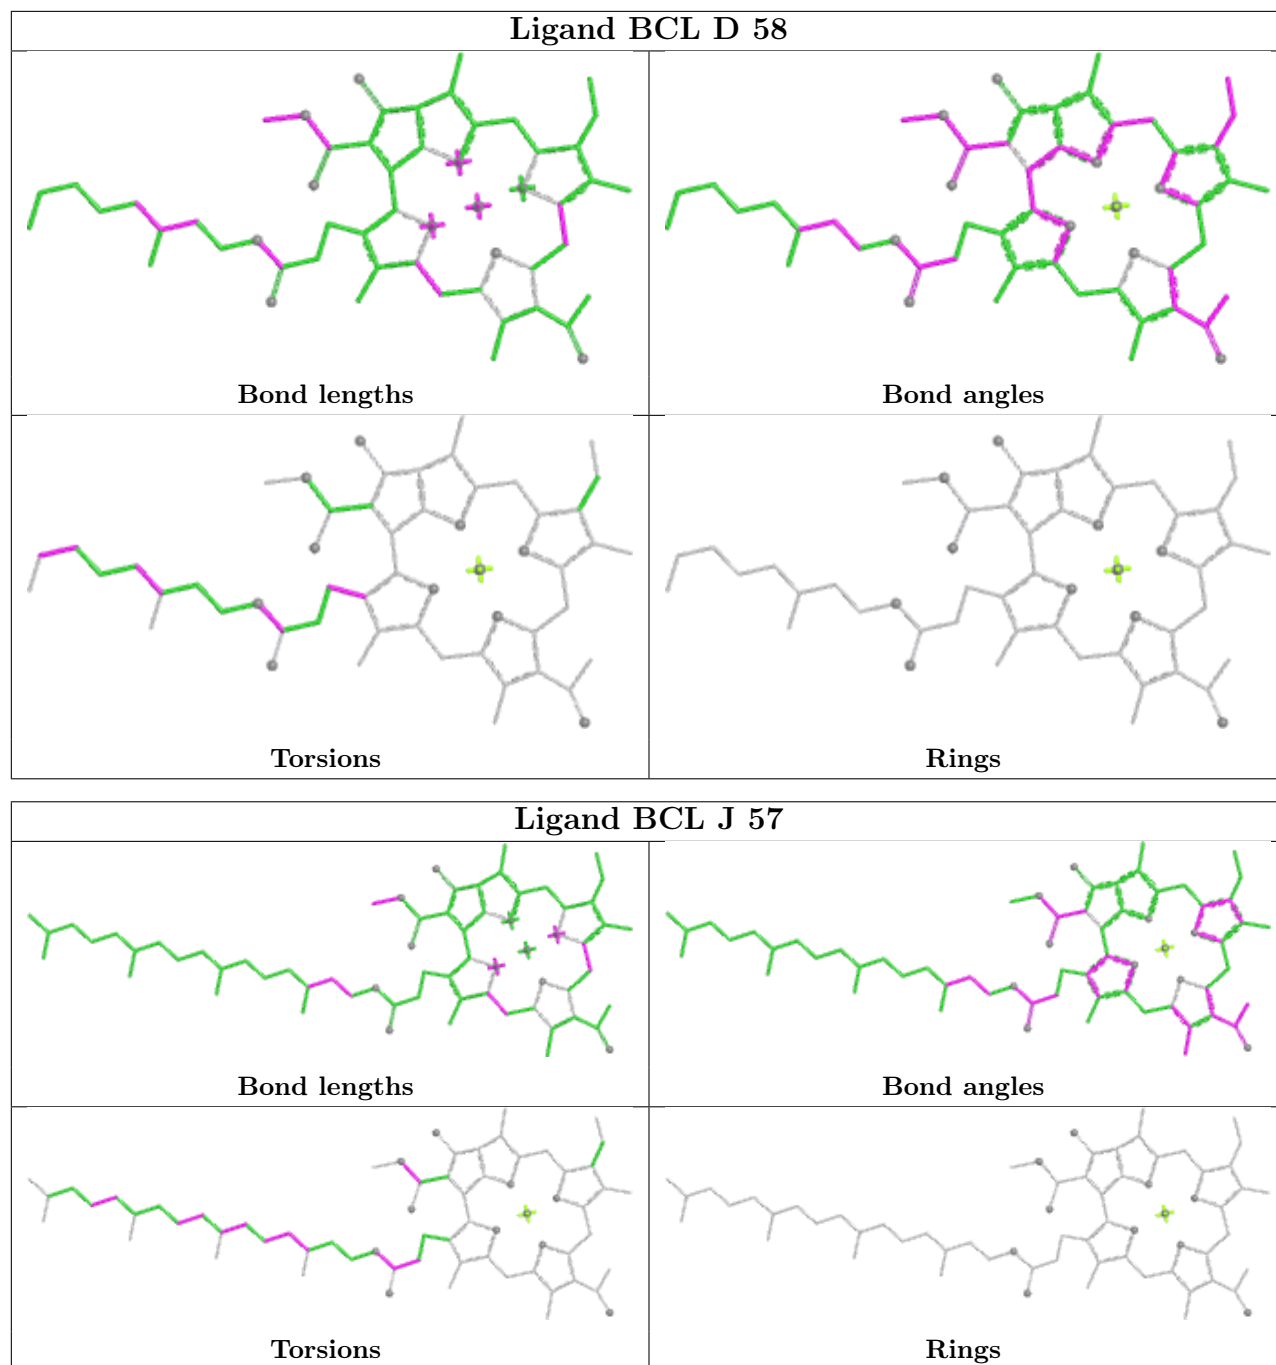 Ligand BCL D 58
Bond lengths
Bond angles
Torsions
Rings
Ligand BCL J 57
Bond lengths
Bond angles
Torsions
Rings